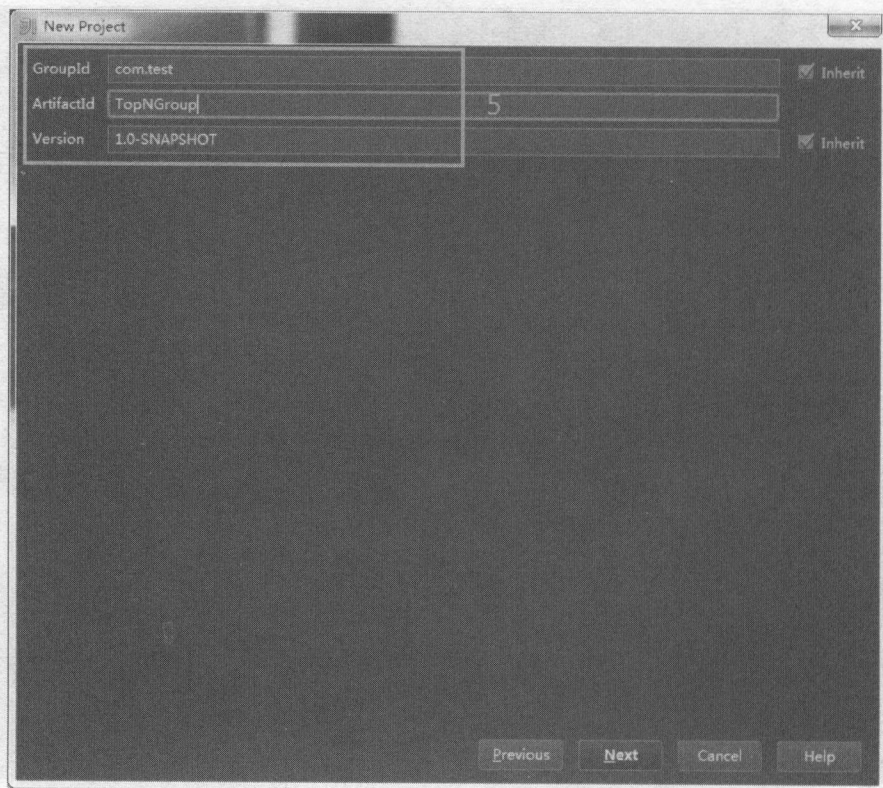 New Project
GroupId com.test Inherit
ArtifactId TopNGroup 5
Version 1.0-SNAPSHOT Inherit
Previous Next Cancel Help